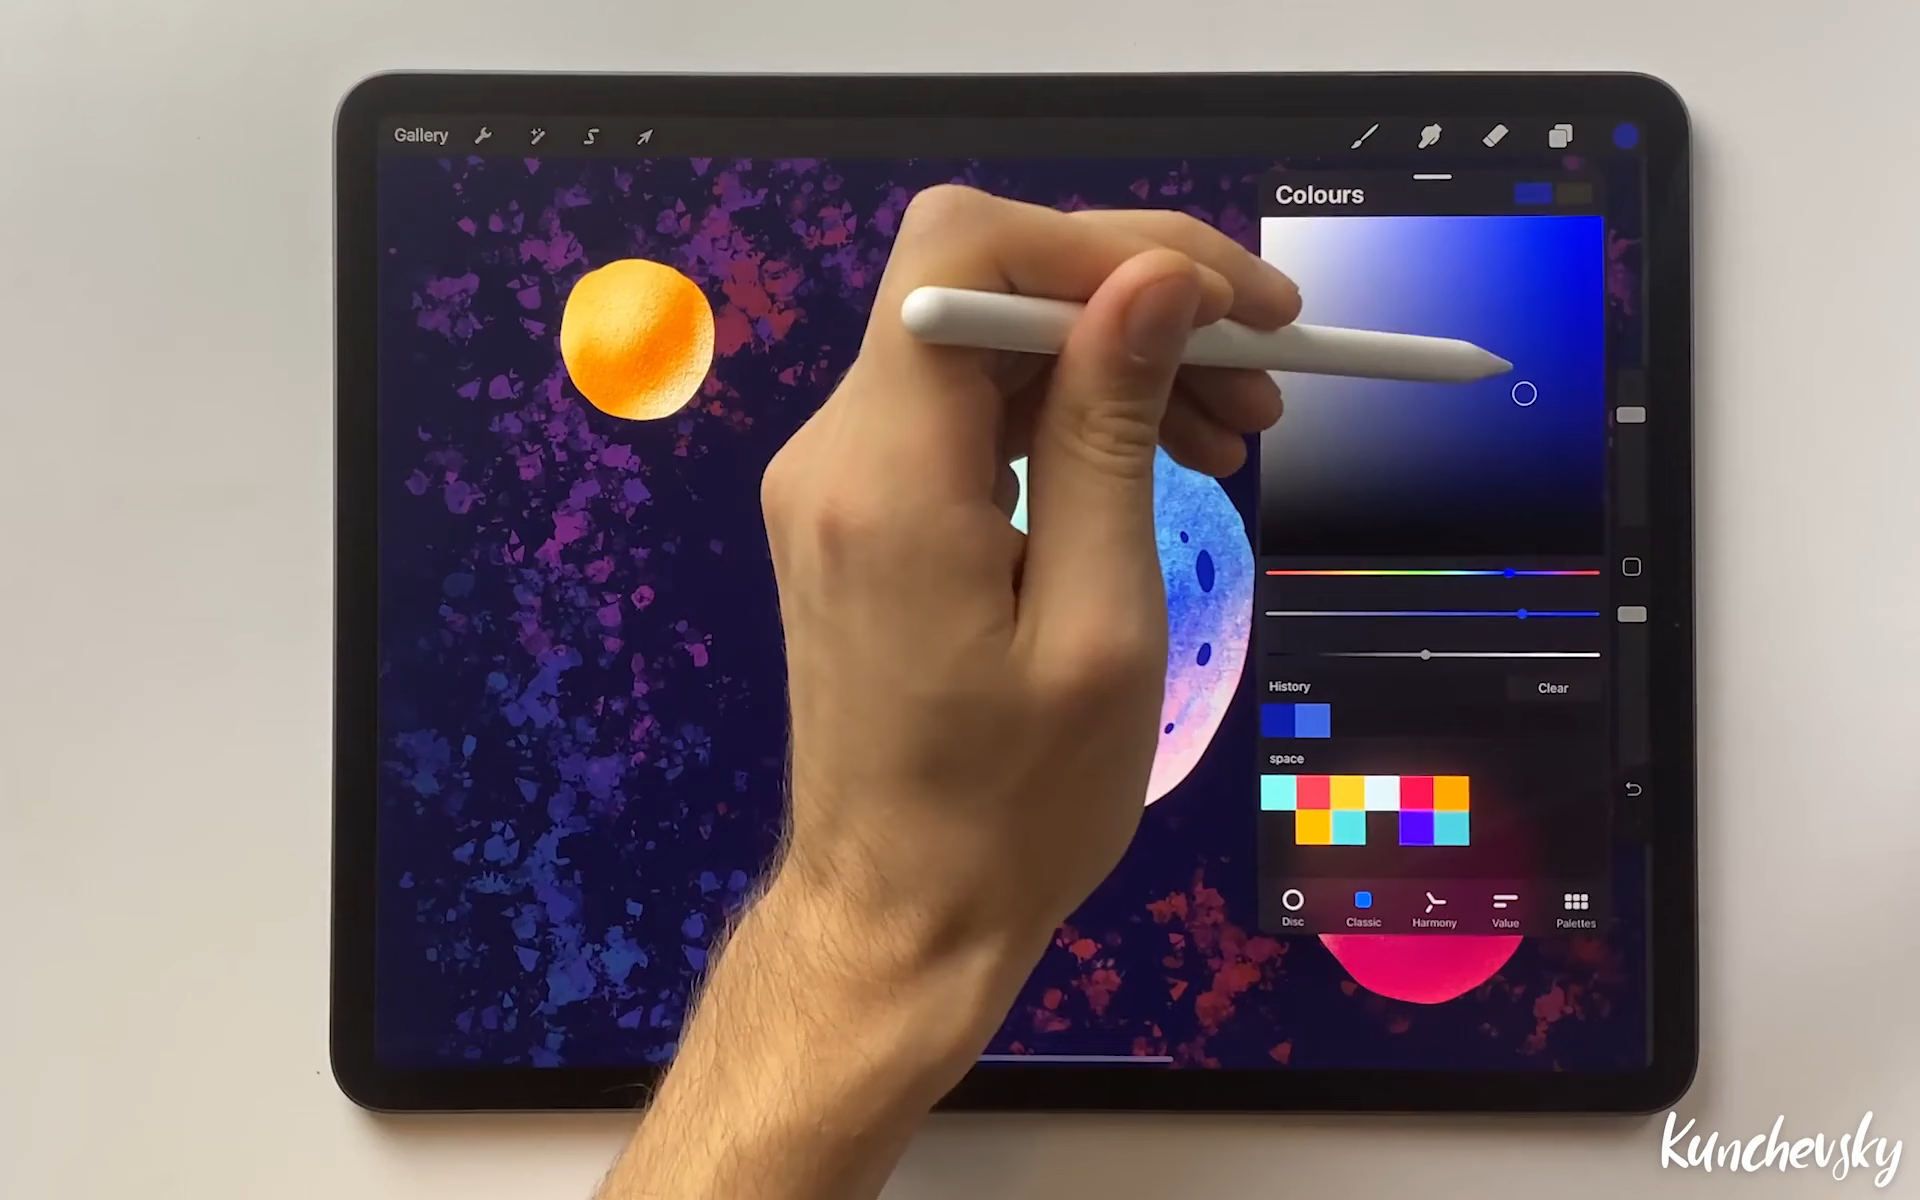 Gallery
Colours
History
Clear
space
Disc
Classic
Harmony
Value
Palettes
Kunchevsky